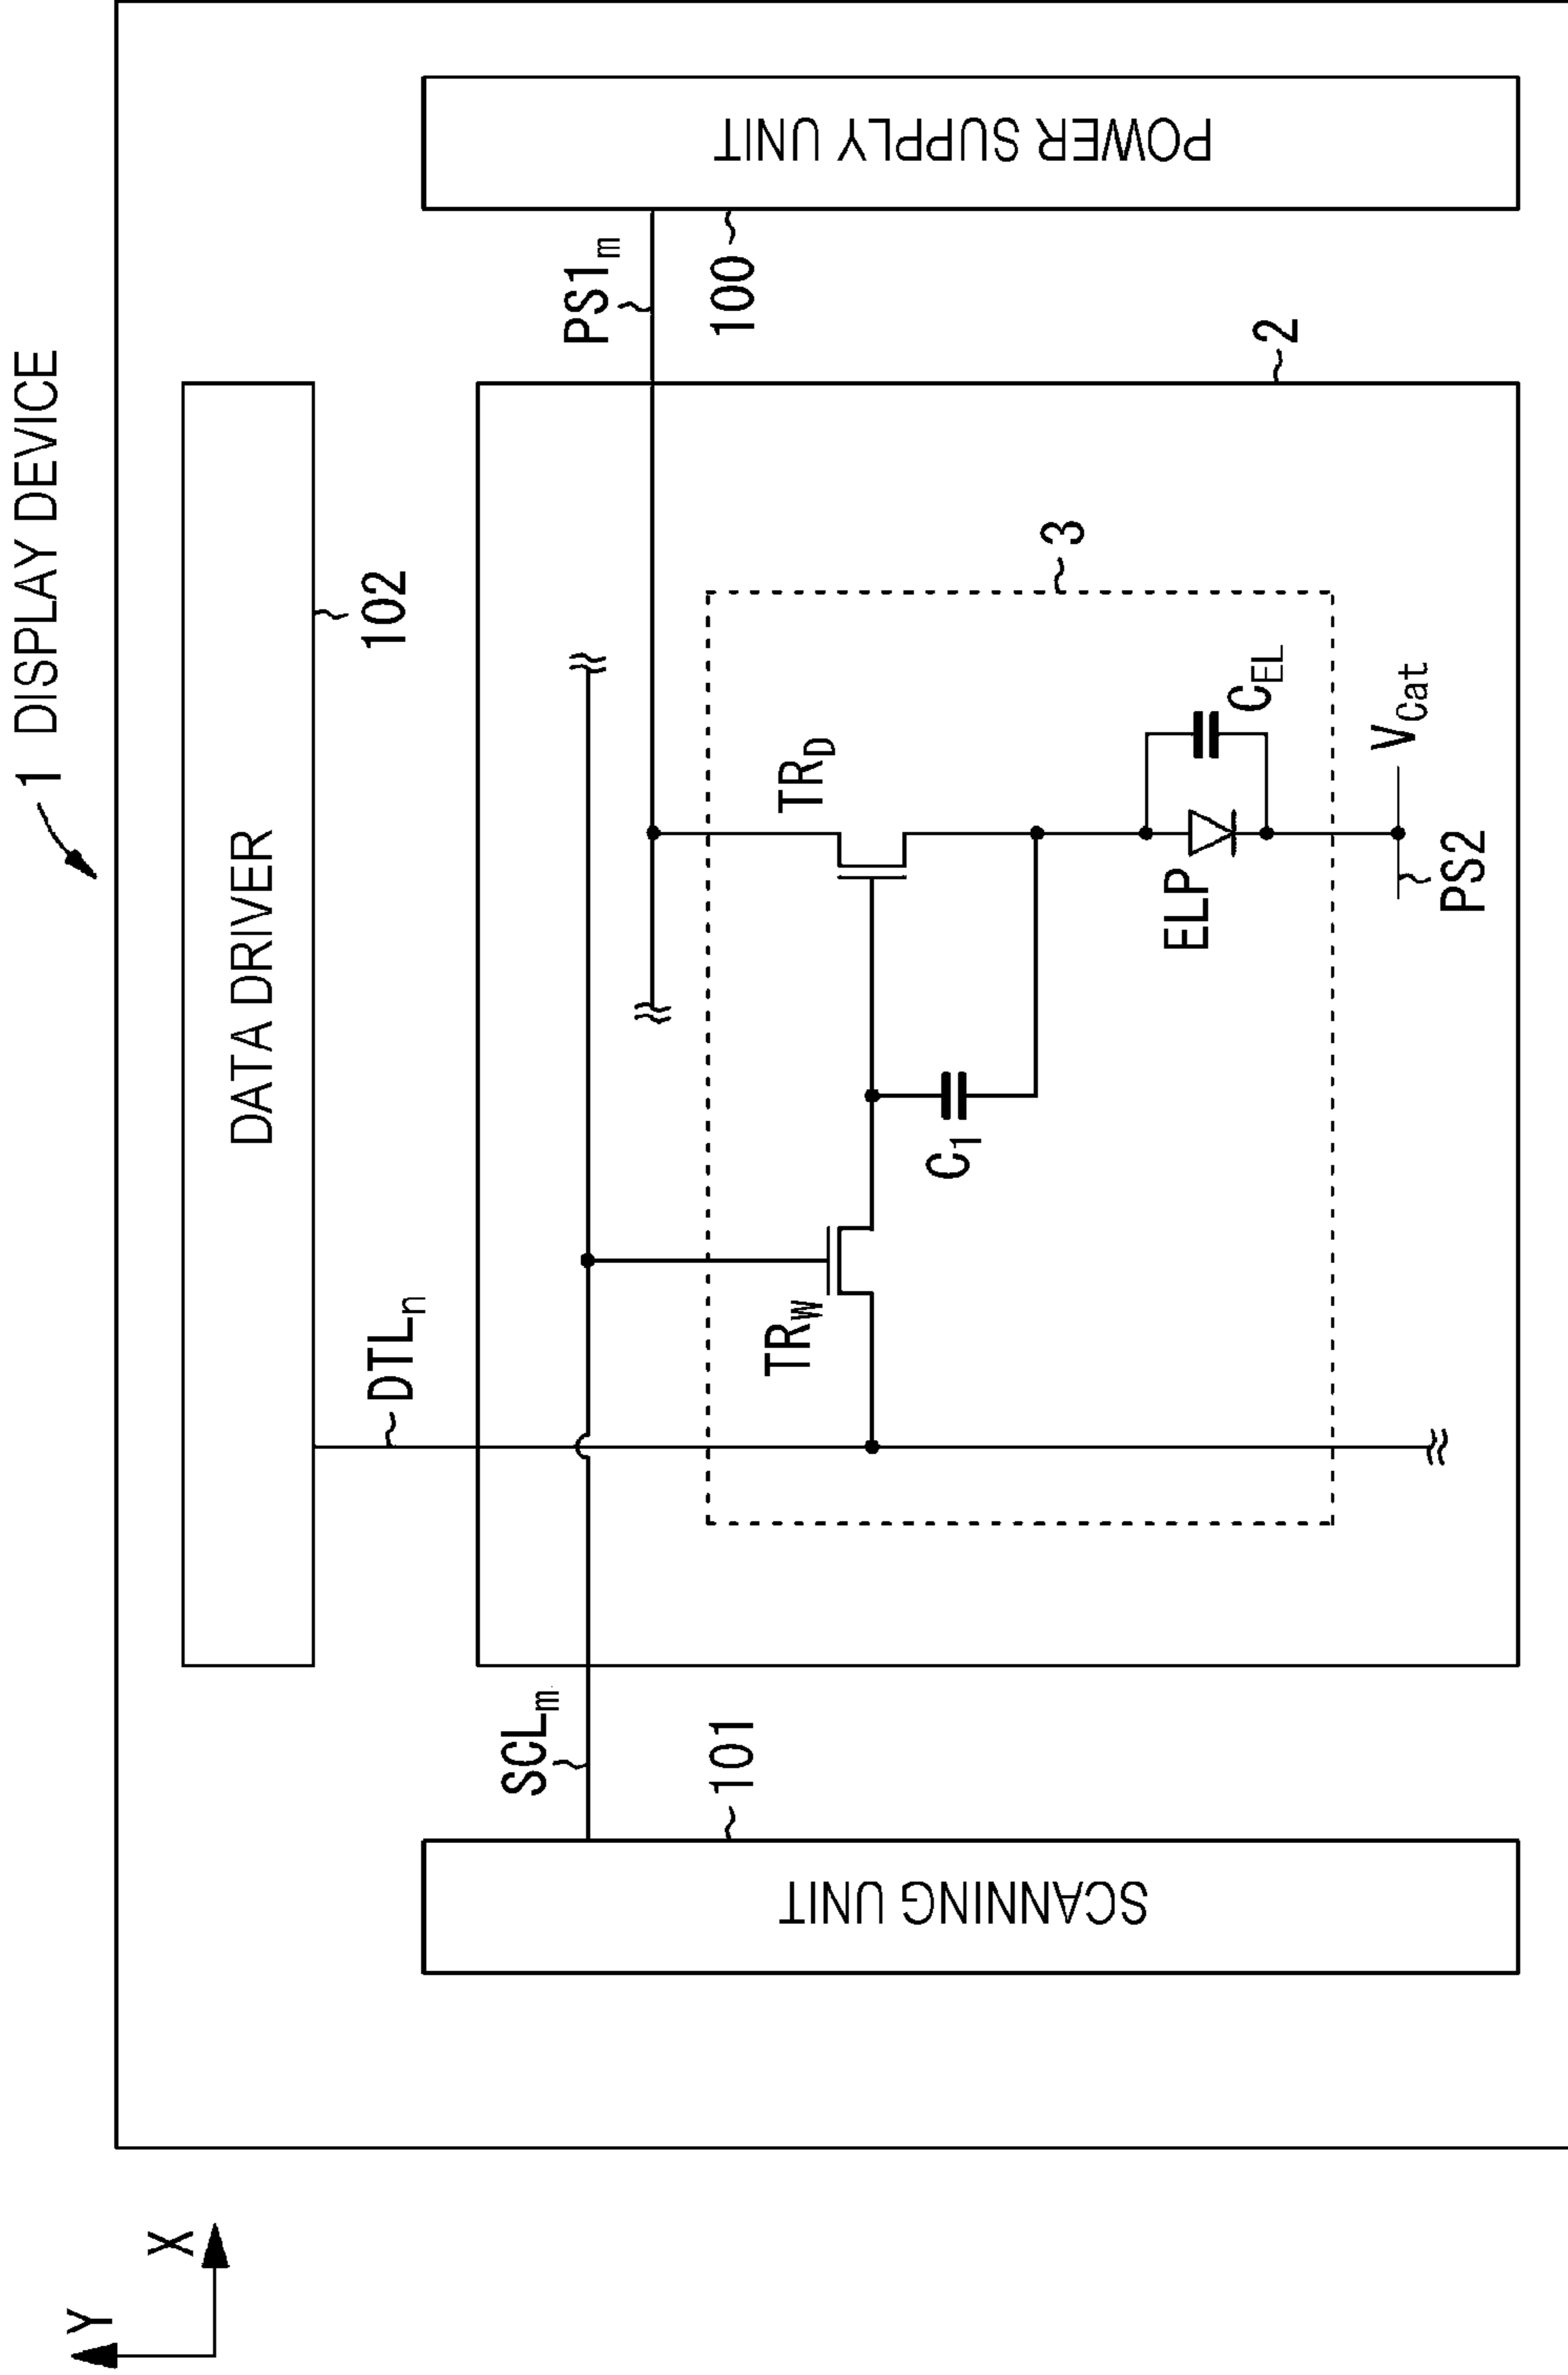 1 DISPLAY DEVICE
DATA DRIVER
102
SCANNING UNIT
101
POWER SUPPLY UNIT
100
SCLm
DTLn
PS1m
2
3
TRW
TRD
C1
ELP
CEL
VCat
PS2
Y
X